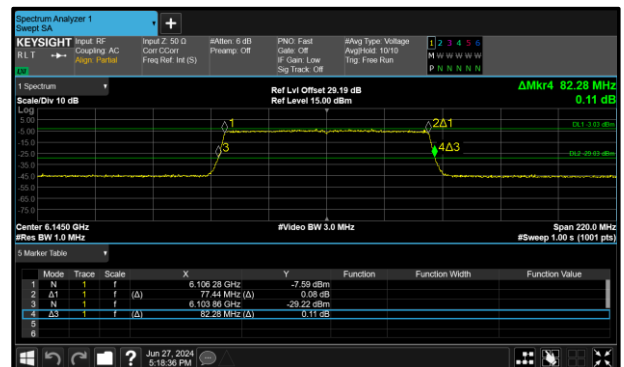 Spectrum Analyzer 1
Swept SA
+
KEYSIGHT Input: RF Input Z: 50 Ω #Atten: 6 dB PNO: Fast #Avg Type: Voltage 1 2 3 4 5 6
RLT Coupling: AC Corr CCorr Preamp: Off Gate: Off Avg|Hold: 10/10 M W W W W W
Align: Partial Freq Ref: Int (S) IF Gain: Low Trig: Free Run
Sig Track: Off P N N N N N
LXI
1 Spectrum Ref Lvl Offset 29.19 dB ΔMkr4 82.28 MHz
Scale/Div 10 dB Ref Level 15.00 dBm 0.11 dB
Log
5.00
-5.00
-15.0
-25.0
-35.0
-45.0
-55.0
-65.0
-75.0
1 2Δ1 DL1 -3.03 dBm
3 4Δ3 DL2 -29.03 dBm
Center 6.1450 GHz #Video BW 3.0 MHz Span 220.0 MHz
#Res BW 1.0 MHz #Sweep 1.00 s (1001 pts)
5 Marker Table
Mode Trace Scale X Y Function Function Width Function Value
1 N 1 f 6.106 28 GHz -7.59 dBm
2 Δ1 1 f (Δ) 77.44 MHz (Δ) 0.08 dB
3 N 1 f 6.103 86 GHz -29.22 dBm
4 Δ3 1 f (Δ) 82.28 MHz (Δ) 0.11 dB
5
6
? Jun 27, 2024
5:18:36 PM